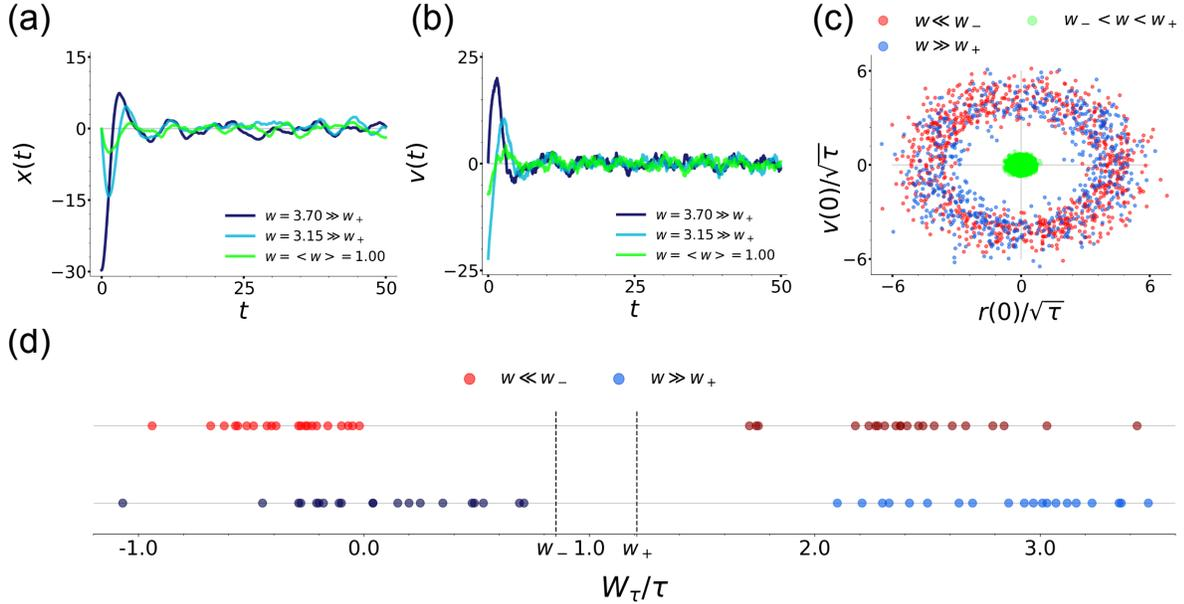 (a)
15
0
−15
−30
x(t)
0
25
50
t
w = 3.70 ≫ w₊
w = 3.15 ≫ w₊
w = < w > = 1.00
(b)
25
0
−25
v(t)
0
25
50
t
w = 3.70 ≫ w₊
w = 3.15 ≫ w₊
w = < w > = 1.00
(c)
w ≪ w₋
w₋ < w < w₊
w ≫ w₊
6
0
−6
v(0)/√τ
−6
0
6
r(0)/√τ
(d)
w ≪ w₋
w ≫ w₊
-1.0
0.0
w₋
1.0
w₊
2.0
3.0
W_τ/τ